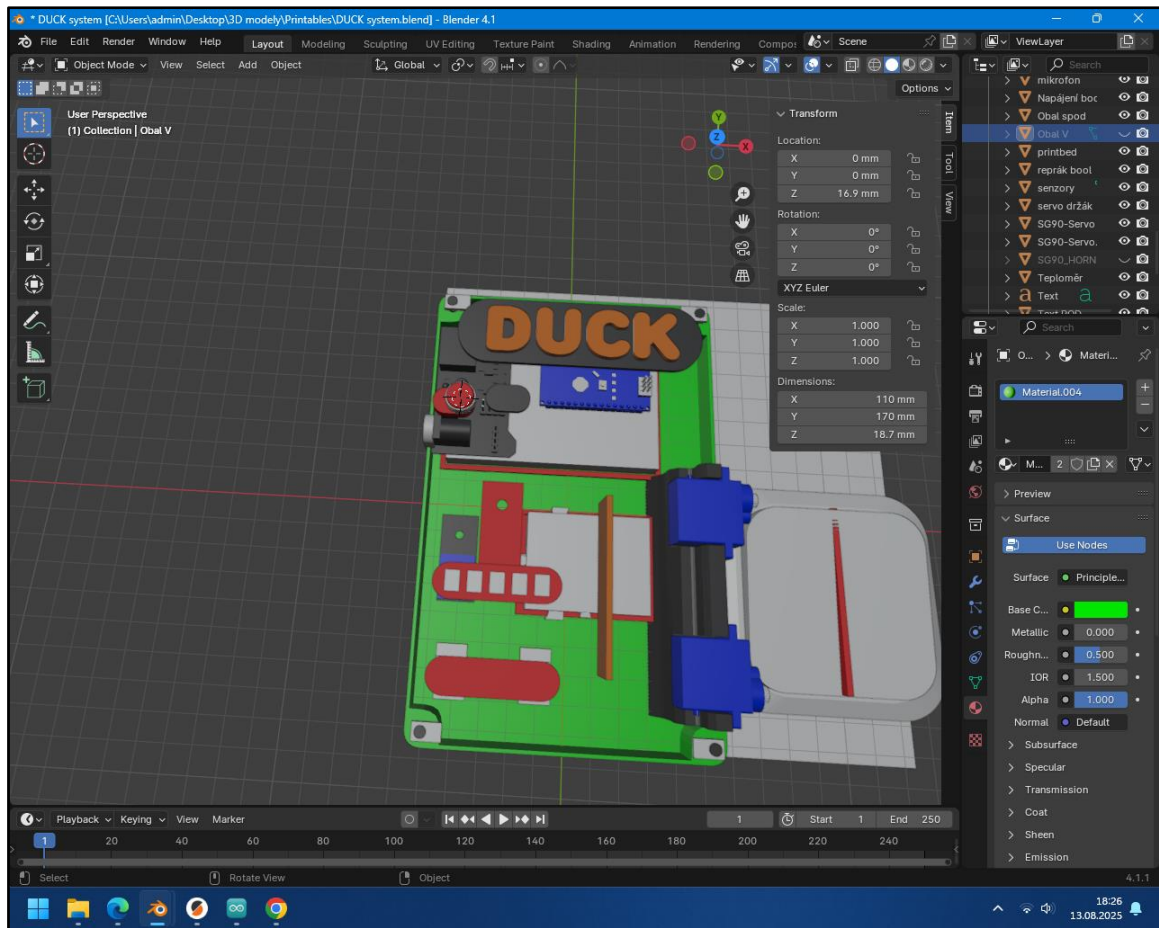 * DUCK system [C:\Users\admin\Desktop\3D modely\Printables\DUCK system.blend] - Blender 4.1
File Edit Render Window Help Layout Modeling Sculpting UV Editing Texture Paint Shading Animation Rendering Scene ViewLayer
Object Mode View Select Add Object Global Search
Options
User Perspective
(1) Collection | Obal V
Transform
Location:
X 0 mm
Y 0 mm
Z 16.9 mm
Rotation:
X 0°
Y 0°
Z 0°
XYZ Euler
Scale:
X 1.000
Y 1.000
Z 1.000
Dimensions:
X 110 mm
Y 170 mm
Z 18.7 mm
Item
Tool
View
Y
Z
X
DUCK
mikrofon
Napájení boc
Obal spod
Obal V
printbed
reprák bool
senzory
servo držák
SG90-Servo
SG90-Servo.
SG90_HORN
Teploměr
Text
Search
O... > Materi...
Material.004
M... 2
Preview
Surface
Use Nodes
Surface Principle...
Base C...
Metallic 0.000
Roughn... 0.500
IOR 1.500
Alpha 1.000
Normal Default
Subsurface
Specular
Transmission
Coat
Sheen
Emission
Playback Keying View Marker 1 Start 1 End 250
1 20 40 60 80 100 120 140 160 180 200 220 240
Select Rotate View Object 4.1.1
18:26
13.08.2025